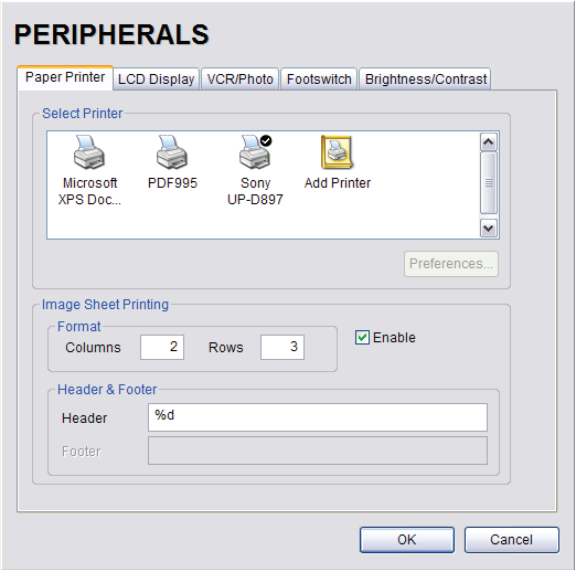 PERIPHERALS
Paper Printer LCD Display VCR/Photo Footswitch Brightness/Contrast
Select Printer
Microsoft XPS Doc...
PDF995
Sony UP-D897
Add Printer
Preferences...
Image Sheet Printing
Format
Columns 2 Rows 3
Enable
Header & Footer
Header %d
Footer
OK Cancel